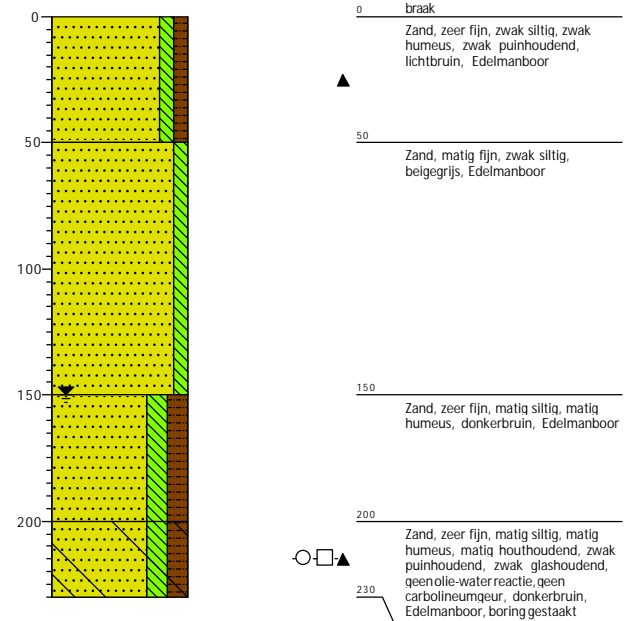 0
50
100
150
200
0
braak
Zand, zeer fijn, zwak siltig, zwak
humeus, zwak puinhoudend,
lichtbruin, Edelmanboor
50
Zand, matig fijn, zwak siltig,
beigegrijs, Edelmanboor
150
Zand, zeer fijn, matig siltig, matig
humeus, donkerbruin, Edelmanboor
200
Zand, zeer fijn, matig siltig, matig
humeus, matig houthoudend, zwak
puinhoudend, zwak glashoudend,
geen olie-water reactie, geen
carbolineumgeur, donkerbruin,
Edelmanboor, boring gestaakt
230